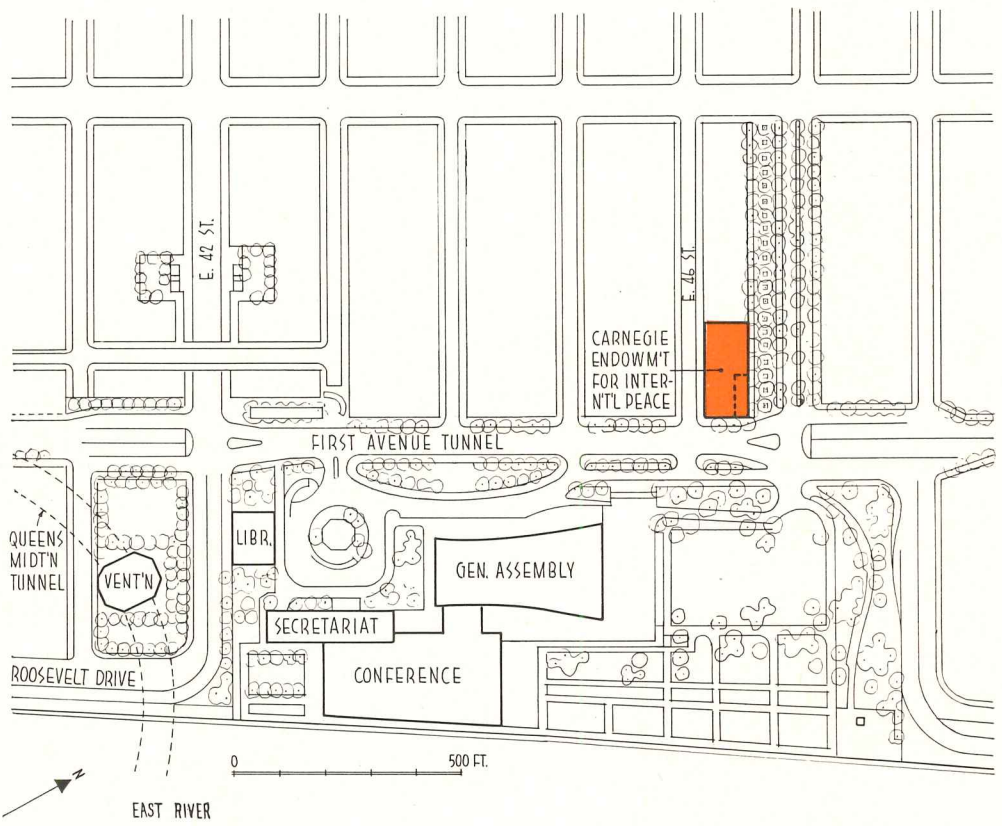 E. 42 ST.
E. 46 ST.
CARNEGIE
ENDOWM'T
FOR INTER-
N'T'L PEACE
FIRST AVENUE TUNNEL
QUEENS
MIDT'N
TUNNEL
VENT'N
LIBR.
GEN. ASSEMBLY
SECRETARIAT
CONFERENCE
ROOSEVELT DRIVE
0 500 FT.
N
EAST RIVER